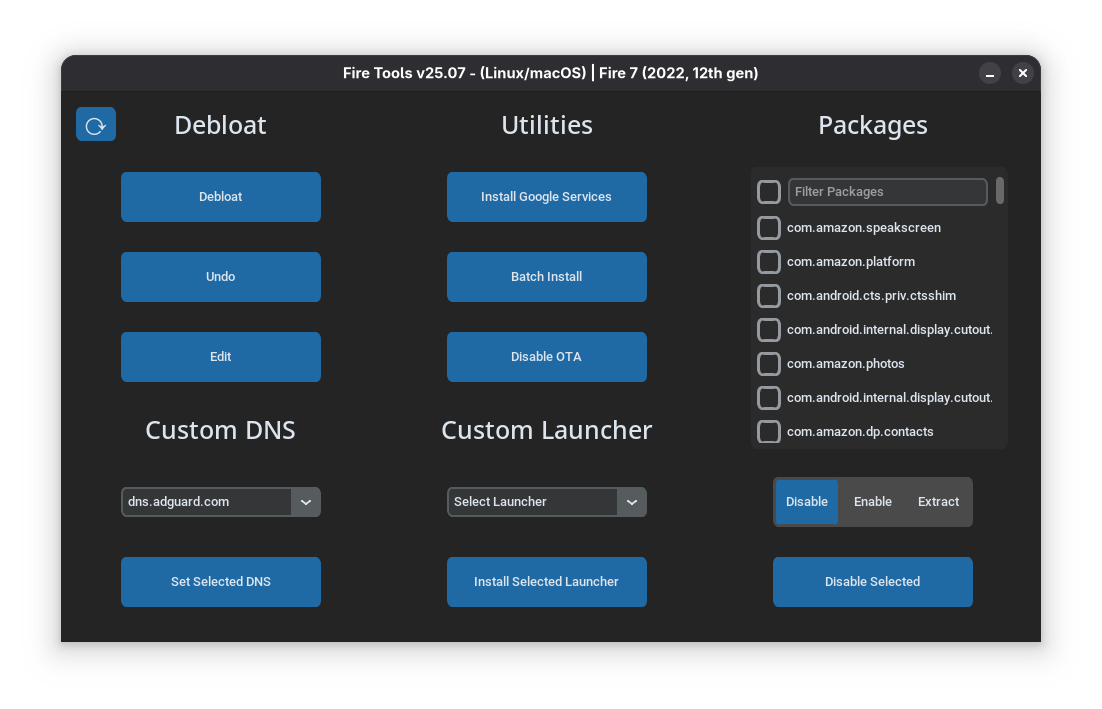 Fire Tools v25.07 - (Linux/macOS) | Fire 7 (2022, 12th gen)
Debloat
Debloat
Undo
Edit
Custom DNS
dns.adguard.com
Set Selected DNS
Utilities
Install Google Services
Batch Install
Disable OTA
Custom Launcher
Select Launcher
Install Selected Launcher
Packages
Filter Packages
com.amazon.speakscreen
com.amazon.platform
com.android.cts.priv.ctsshim
com.android.internal.display.cutout.
com.amazon.photos
com.android.internal.display.cutout.
com.amazon.dp.contacts
Disable Enable Extract
Disable Selected